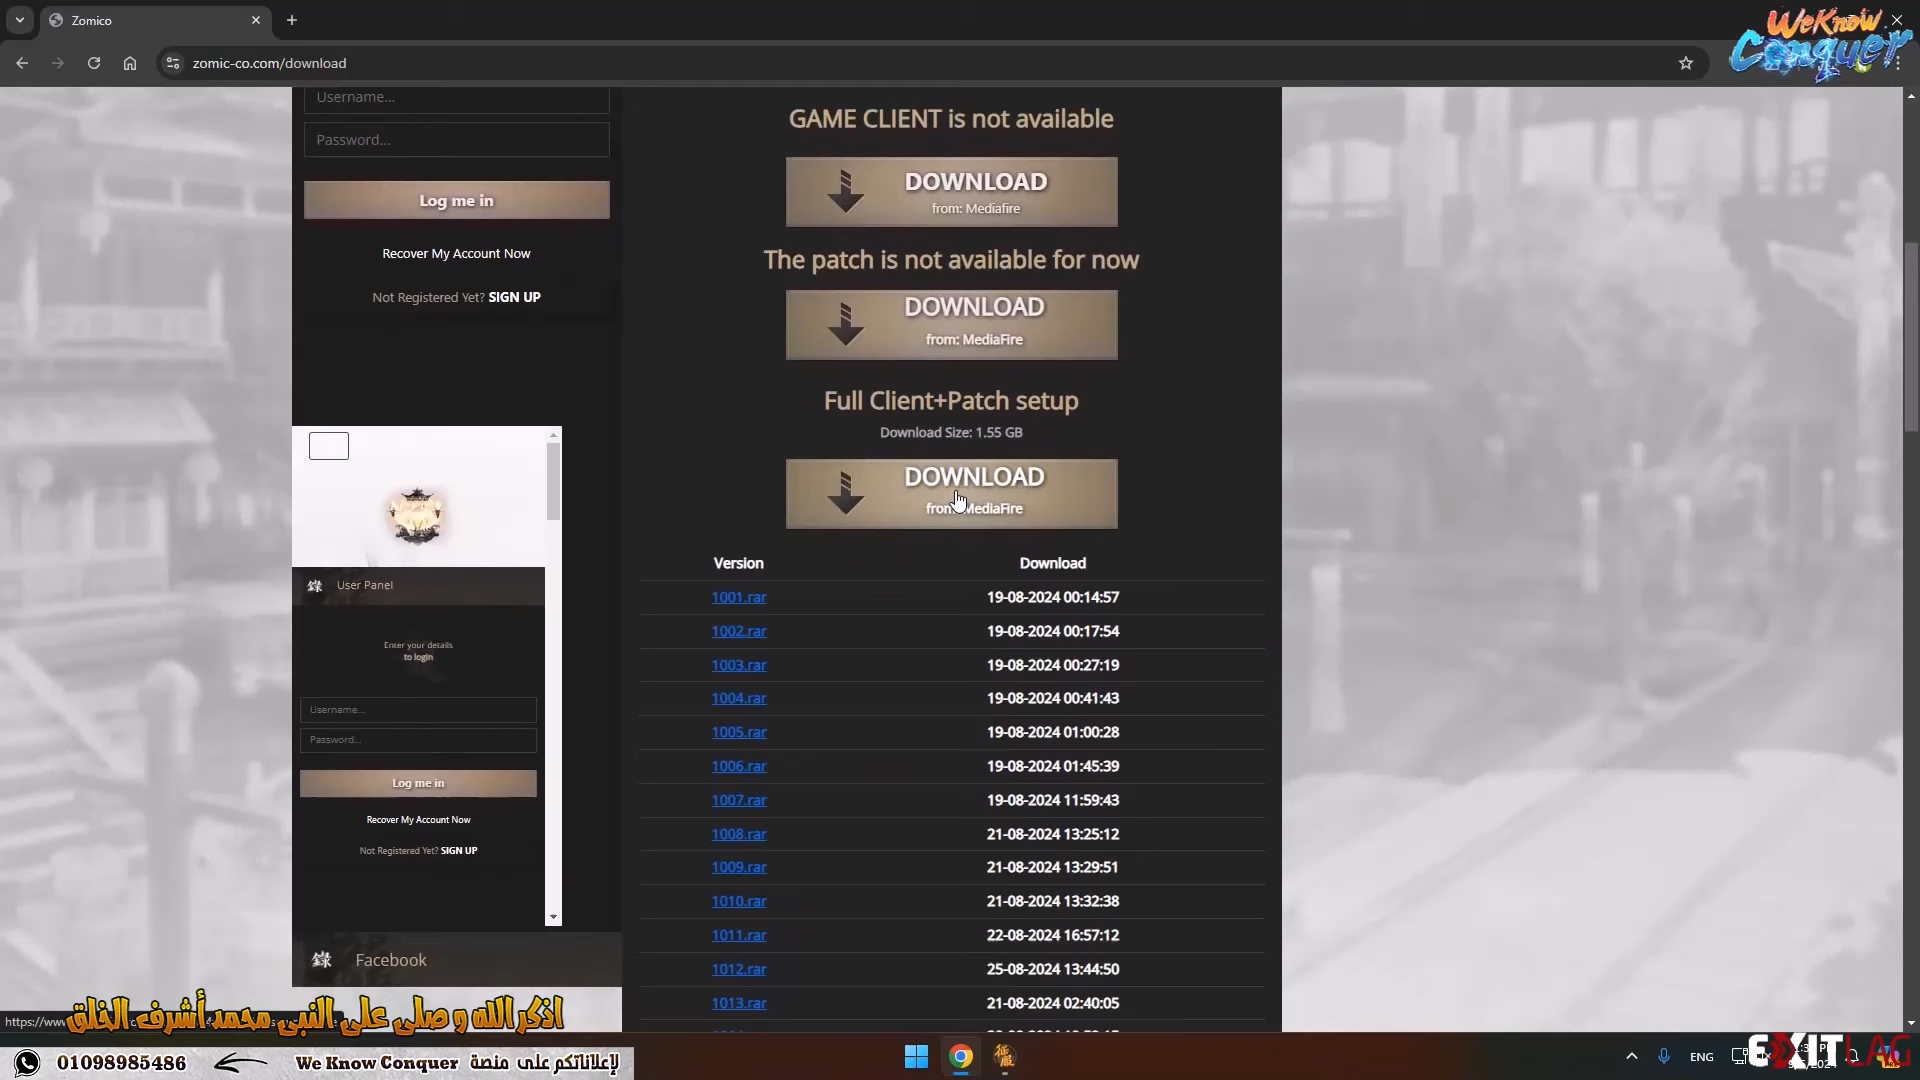 Zomico
WeKnow
Conquer
zomic-co.com/download
Username...
Password...
Log me in
Recover My Account Now
Not Registered Yet? SIGN UP
GAME CLIENT is not available
DOWNLOAD
from: Mediafire
The patch is not available for now
DOWNLOAD
from: MediaFire
Full Client+Patch setup
Download Size: 1.55 GB
DOWNLOAD
from: MediaFire
User Panel
Enter your details
to login
Username...
Password...
Log me in
Recover My Account Now
Not Registered Yet? SIGN UP
Facebook
Version Download
1001.rar 19-08-2024 00:14:57
1002.rar 19-08-2024 00:17:54
1003.rar 19-08-2024 00:27:19
1004.rar 19-08-2024 00:41:43
1005.rar 19-08-2024 01:00:28
1006.rar 19-08-2024 01:45:39
1007.rar 19-08-2024 11:59:43
1008.rar 21-08-2024 13:25:12
1009.rar 21-08-2024 13:29:51
1010.rar 21-08-2024 13:32:38
1011.rar 22-08-2024 16:57:12
1012.rar 25-08-2024 13:44:50
1013.rar 21-08-2024 02:40:05
اذكر الله و صلى على النبى محمد أشرف الخلق
لإعلاناتكم على منصة We Know Conquer 01098985486
ENG
EXITLAG